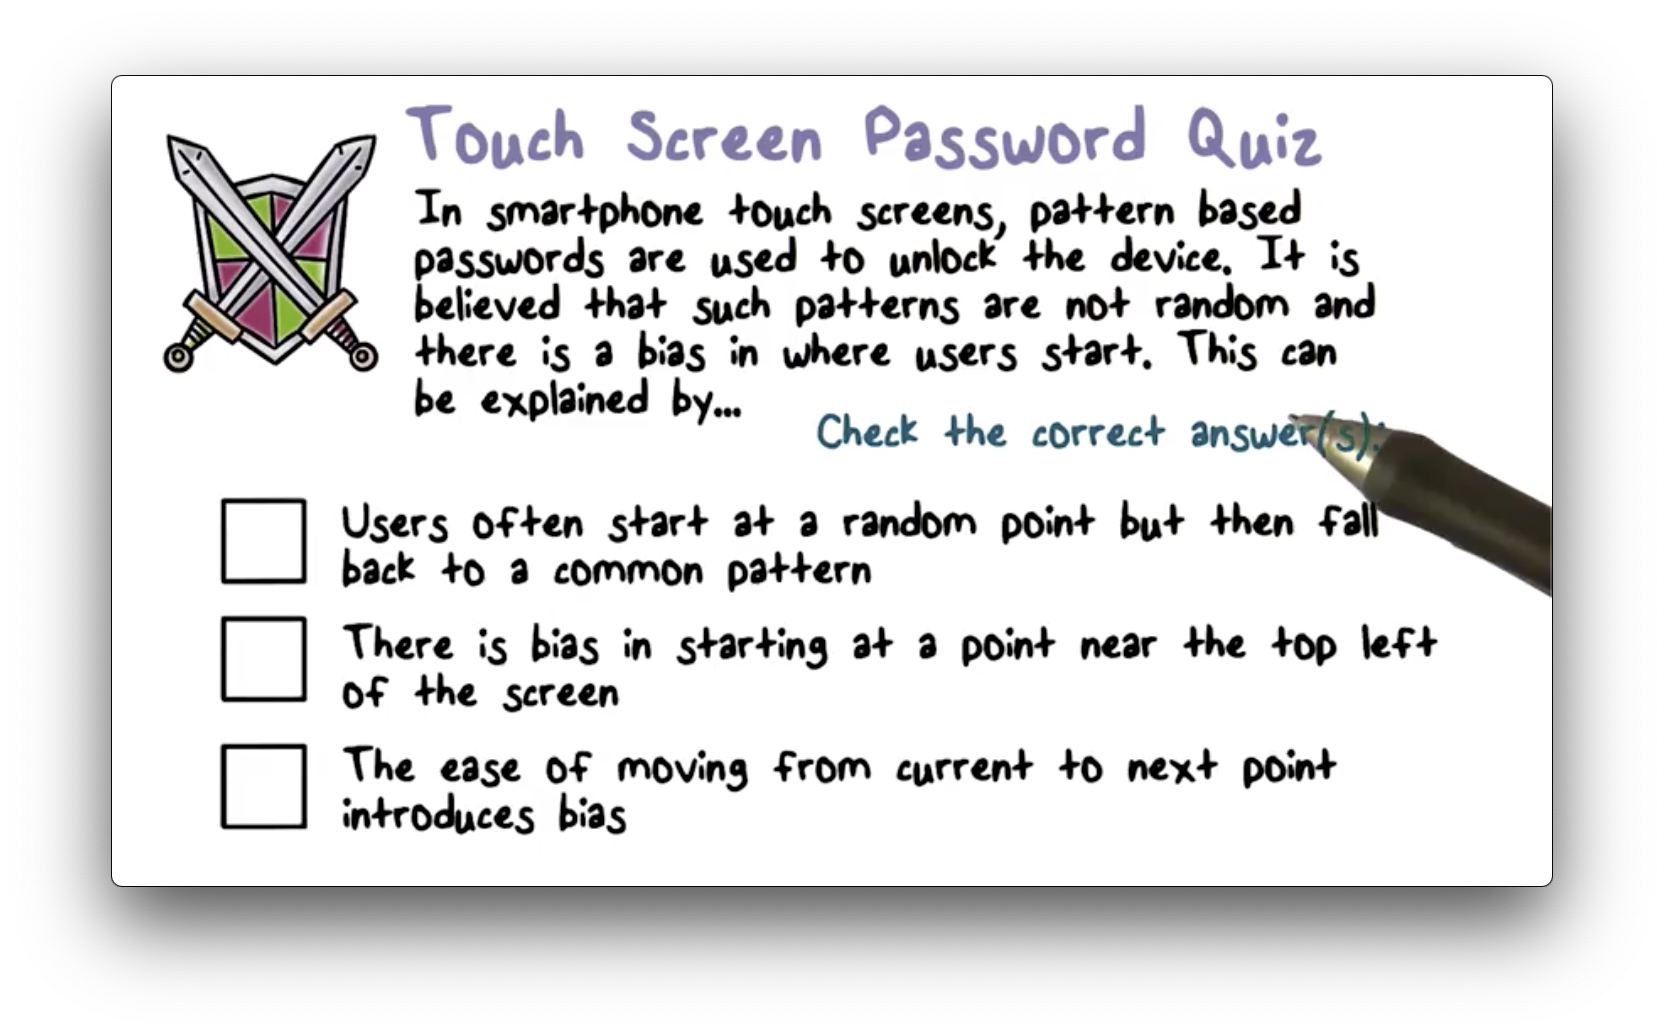 Touch Screen Password Quiz
In smartphone touch screens, pattern based
passwords are used to unlock the device. It is
believed that such patterns are not random and
there is a bias in where users start. This can
be explained by...
Check the correct answer(s):
Users often start at a random point but then fall
back to a common pattern
There is bias in starting at a point near the top left
of the screen
The ease of moving from current to next point
introduces bias